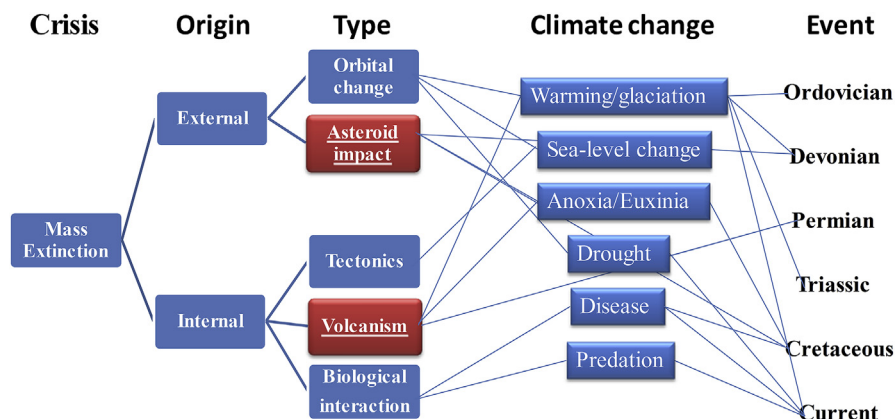 Crisis Origin Type Climate change Event
Orbital
change
Warming/glaciation
Ordovician
External
Asteroid
impact
Sea-level change
Devonian
Anoxia/Euxinia
Permian
Mass
Extinction
Tectonics
Drought
Triassic
Internal
Volcanism
Disease
Cretaceous
Predation
Biological
interaction
Current